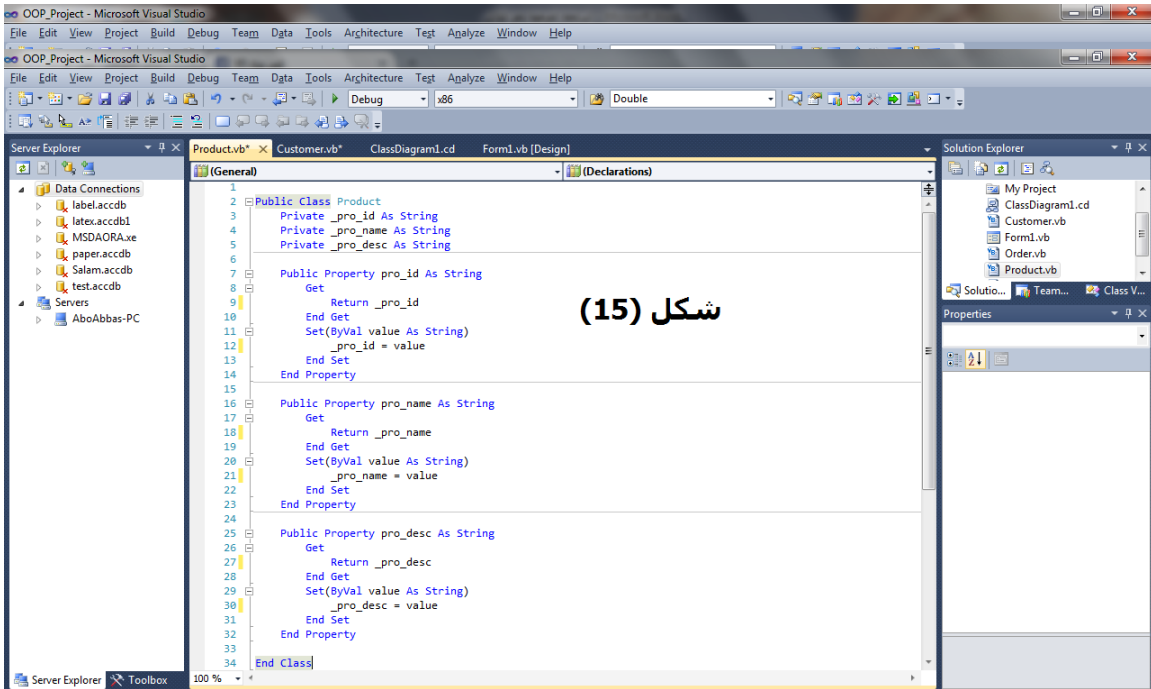 OOP_Project - Microsoft Visual Studio
File Edit View Project Build Debug Team Data Tools Architecture Test Analyze Window Help
OOP_Project - Microsoft Visual Studio
File Edit View Project Build Debug Team Data Tools Architecture Test Analyze Window Help
Debug x86 Double
Server Explorer
Data Connections
label.accdb
latex.accdb1
MSDAORA.xe
paper.accdb
Salam.accdb
test.accdb
Servers
AboAbbas-PC
Server Explorer Toolbox
Product.vb* Customer.vb* ClassDiagram1.cd Form1.vb [Design]
(General) (Declarations)
1
2 Public Class Product
3 Private _pro_id As String
4 Private _pro_name As String
5 Private _pro_desc As String
6
7 Public Property pro_id As String
8 Get
9 Return _pro_id
10 End Get
11 Set(ByVal value As String)
12 _pro_id = value
13 End Set
14 End Property
15
16 Public Property pro_name As String
17 Get
18 Return _pro_name
19 End Get
20 Set(ByVal value As String)
21 _pro_name = value
22 End Set
23 End Property
24
25 Public Property pro_desc As String
26 Get
27 Return _pro_desc
28 End Get
29 Set(ByVal value As String)
30 _pro_desc = value
31 End Set
32 End Property
33
34 End Class
100 %
شكل (15)
Solution Explorer
My Project
ClassDiagram1.cd
Customer.vb
Form1.vb
Order.vb
Product.vb
Solutio... Team... Class V...
Properties